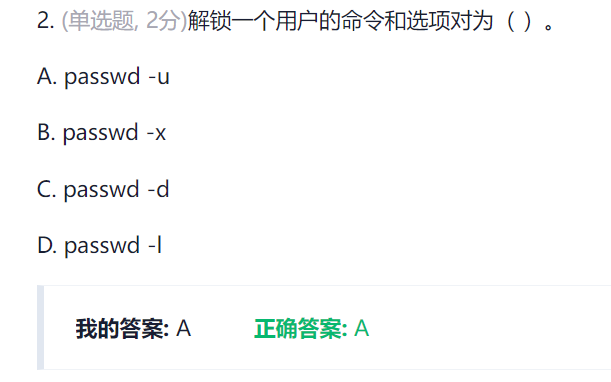 2. (单选题, 2分)解锁一个用户的命令和选项对为（ ）。
A. passwd -u
B. passwd -x
C. passwd -d
D. passwd -l
我的答案: A 正确答案: A